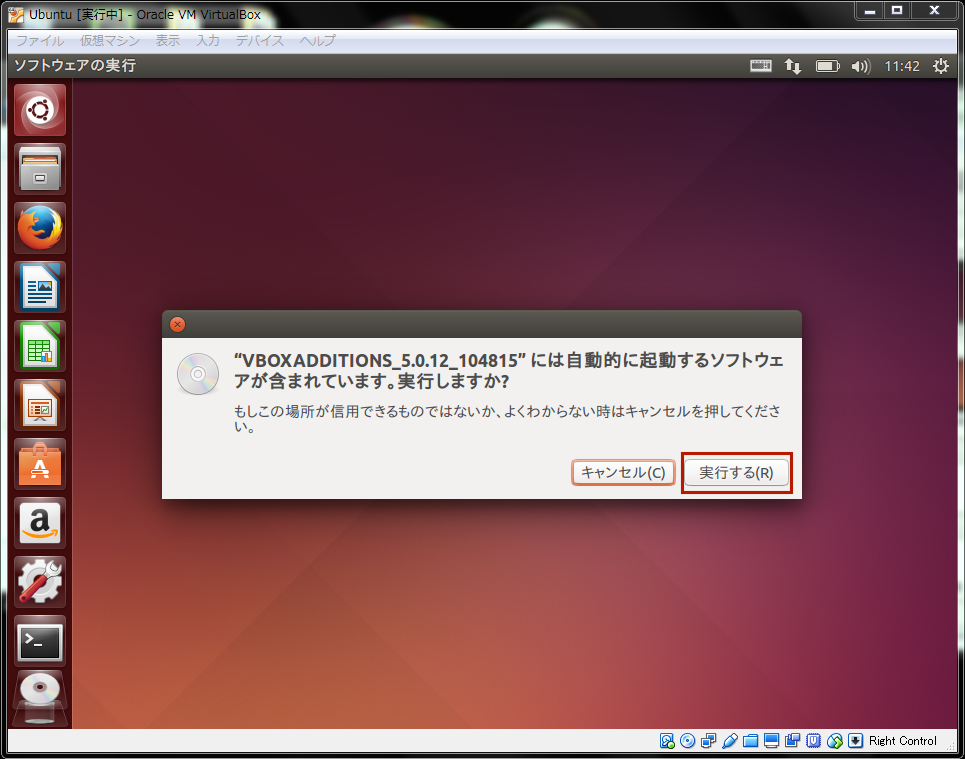 Ubuntu [実行中] - Oracle VM VirtualBox
ファイル 仮想マシン 表示 入力 デバイス ヘルプ
ソフトウェアの実行 11:42
“VBOXADDITIONS_5.0.12_104815” には自動的に起動するソフトウェ
アが含まれています。実行しますか?
もしこの場所が信用できるものではないか、よくわからない時はキャンセルを押してくださ
い。
キャンセル(C) 実行する(R)
Right Control